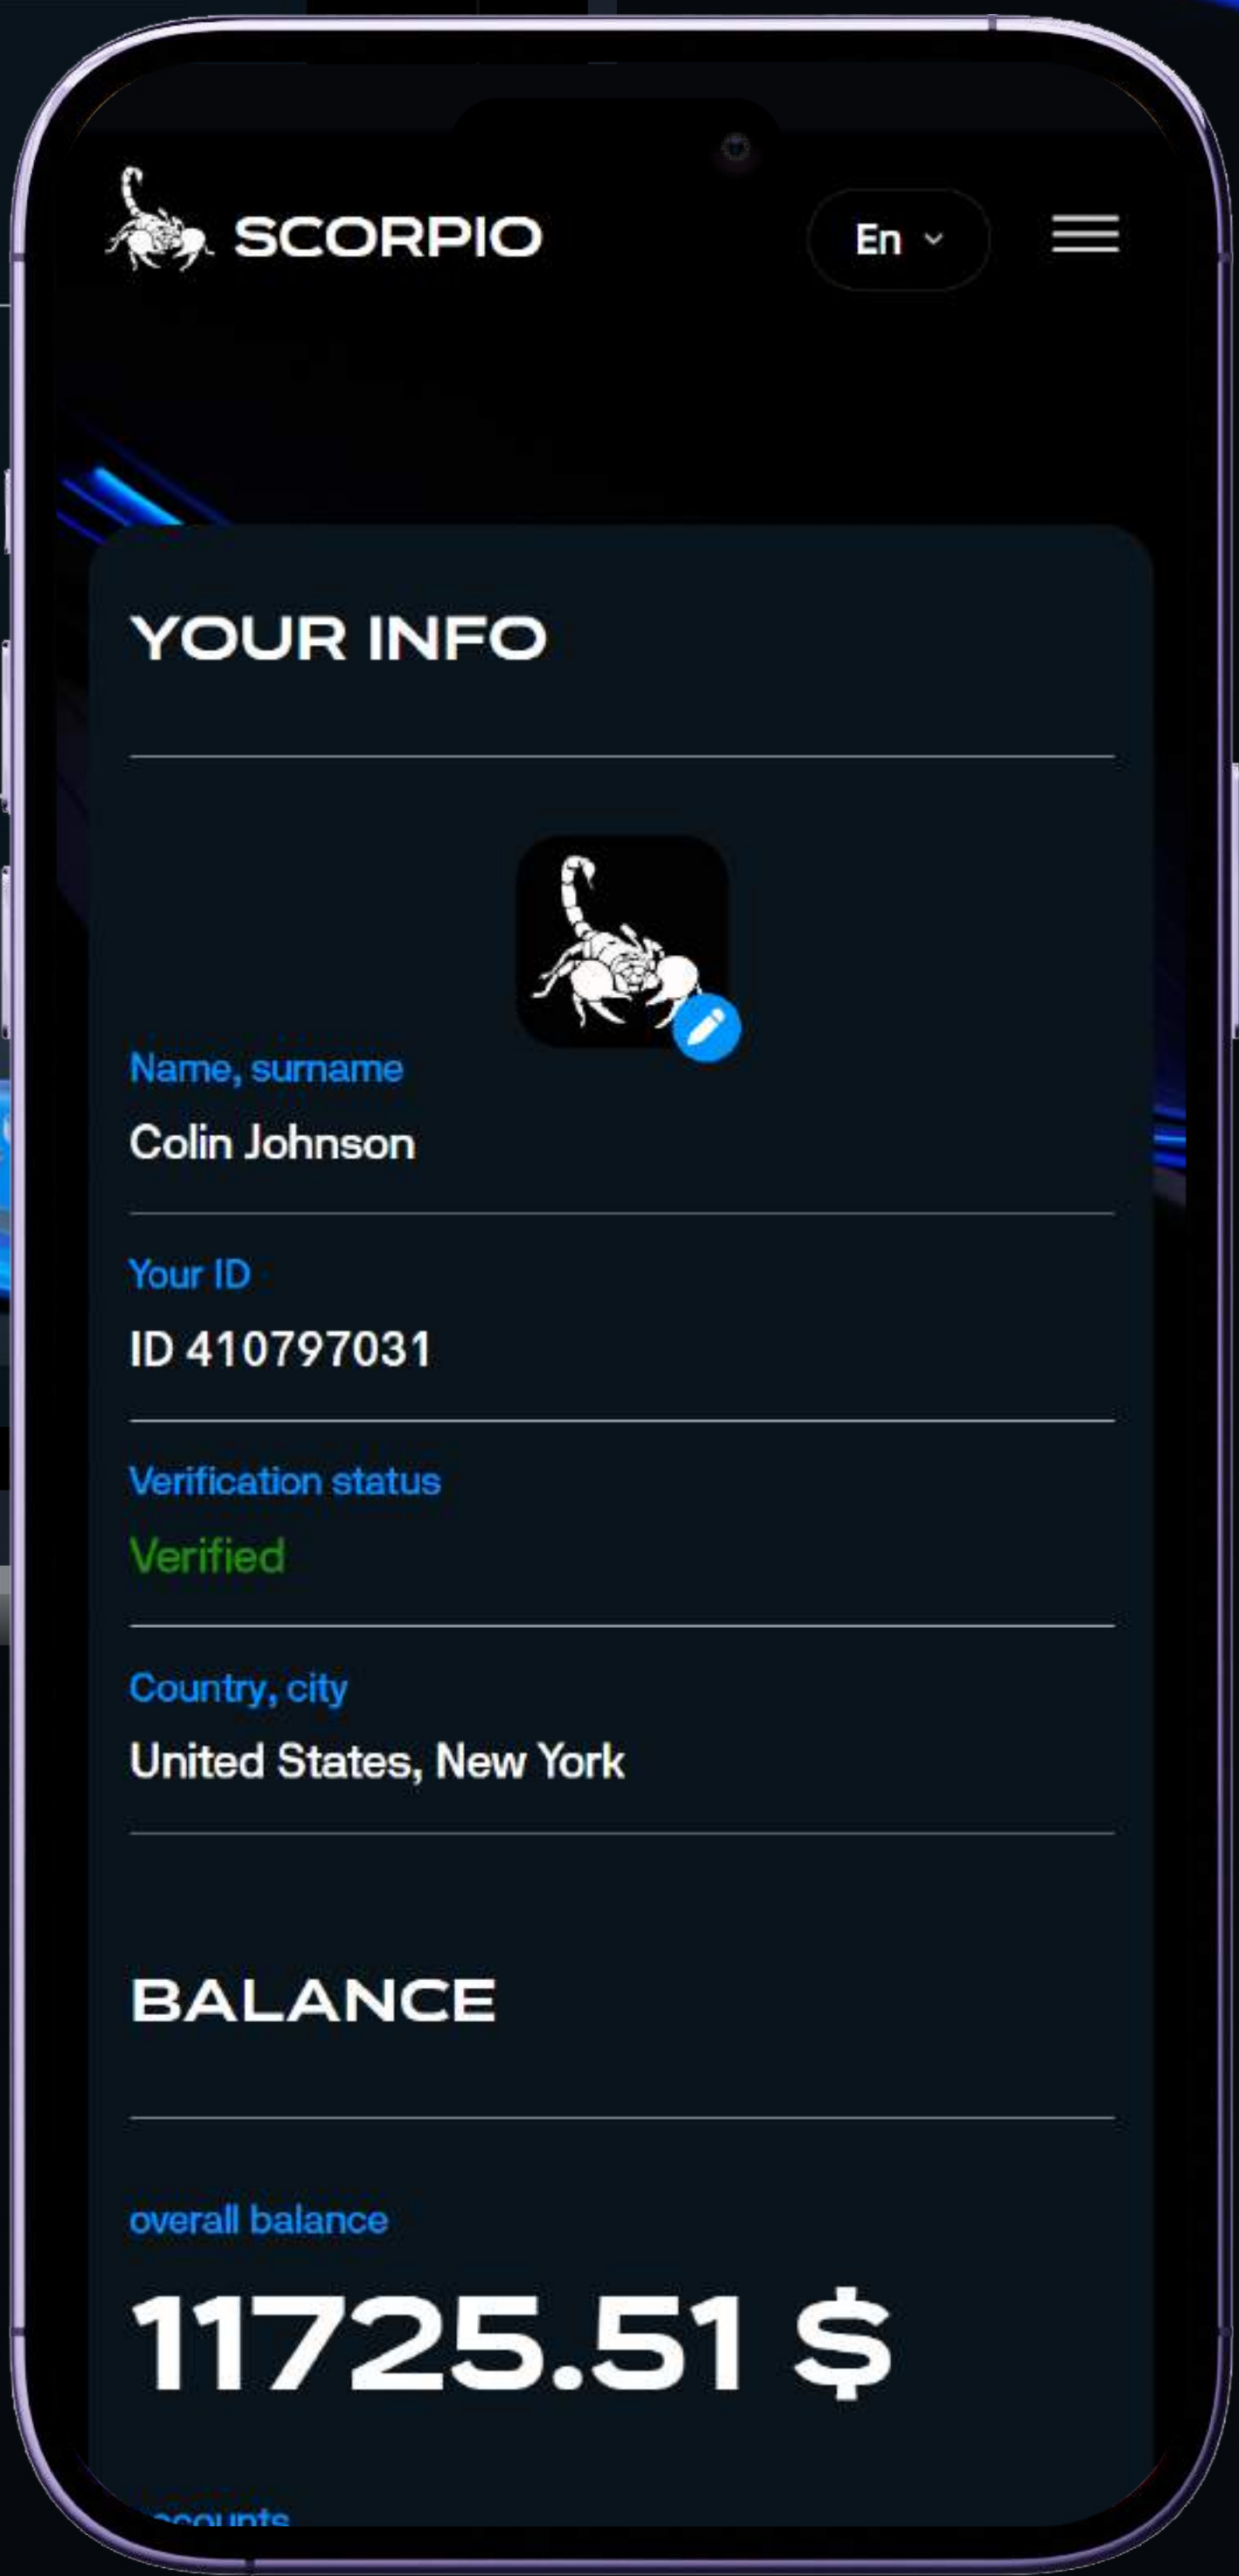 SCORPIO
En
YOUR INFO
Name, surname
Colin Johnson
Your ID
ID 410797031
Verification status
Verified
Country, city
United States, New York
BALANCE
overall balance
11725.51 $